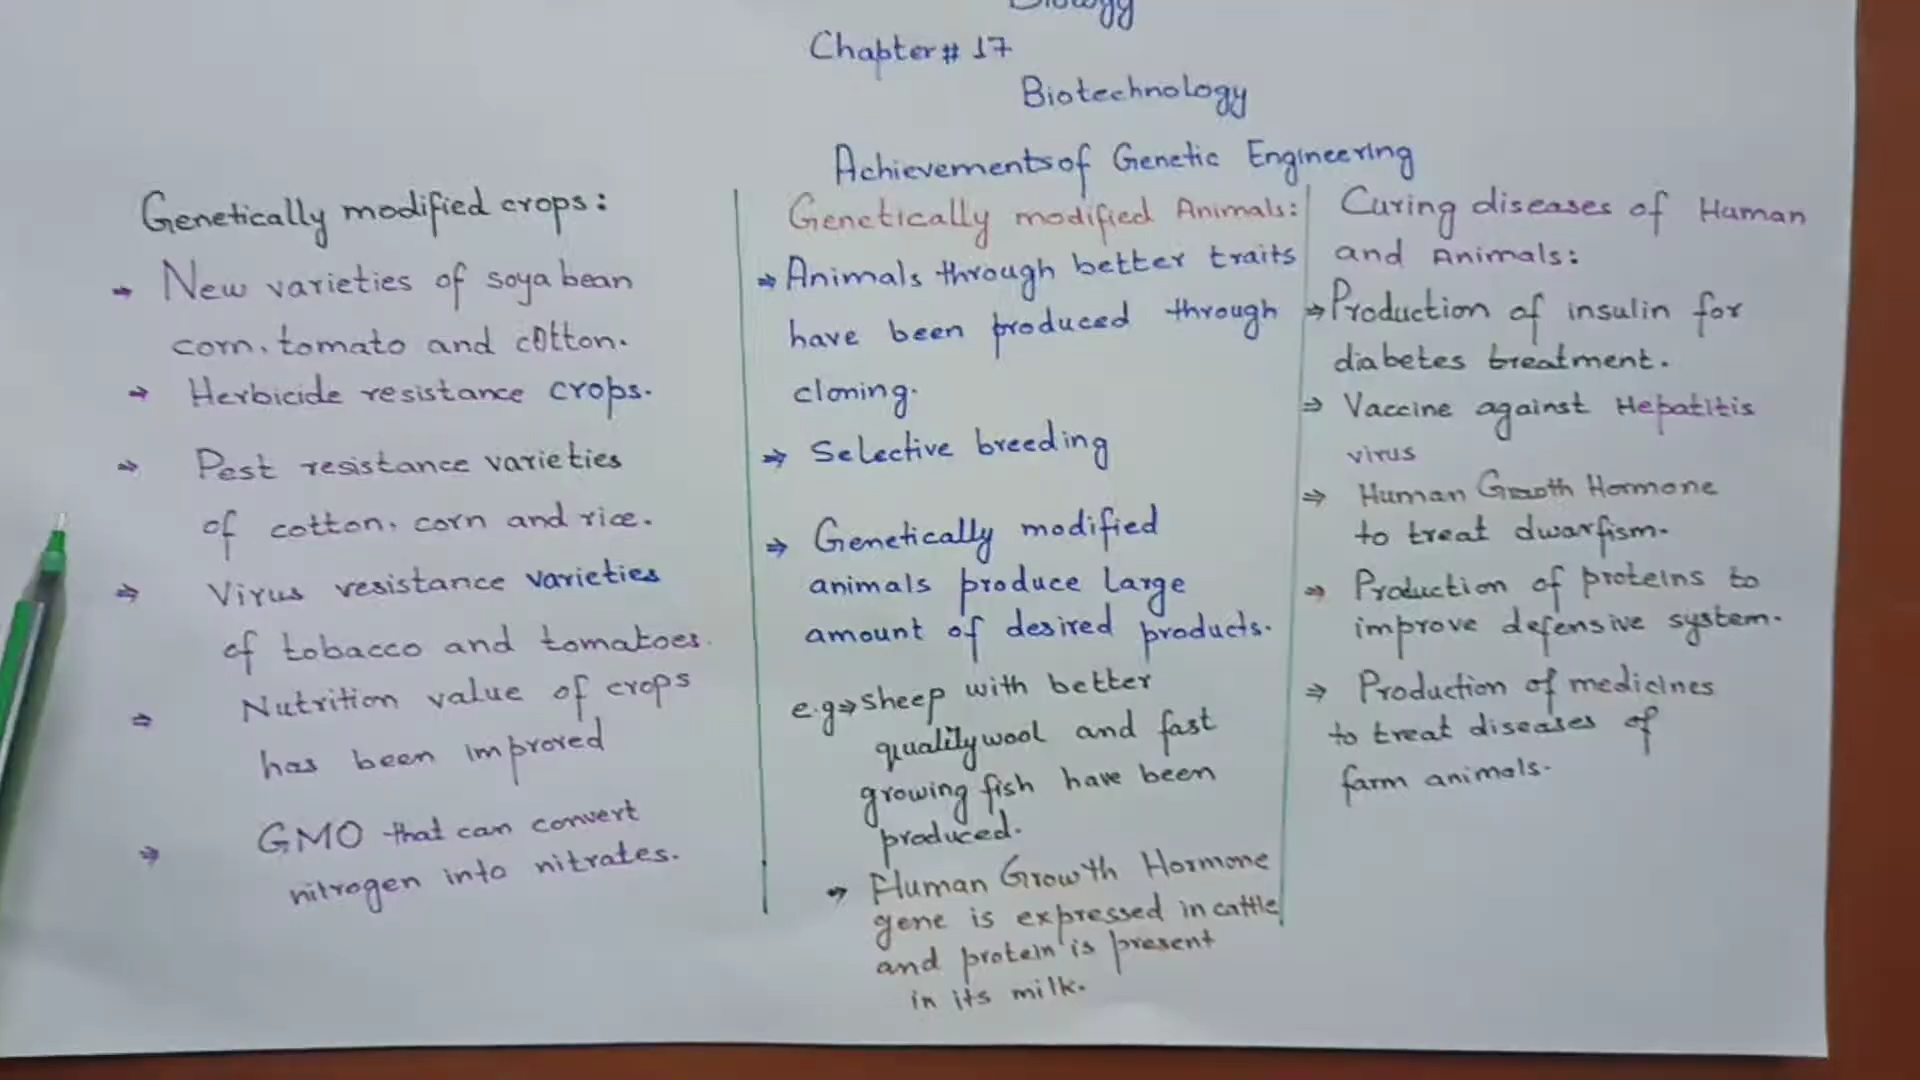 Biology
Chapter # 17
Biotechnology
Achievements of Genetic Engineering
Genetically modified crops:
→ New varieties of soya bean
corn, tomato and cotton.
→ Herbicide resistance crops.
⇒ Pest resistance varieties
of cotton, corn and rice.
⇒ Virus resistance varieties
of tobacco and tomatoes.
⇒ Nutrition value of crops
has been improved
⇒ GMO that can convert
nitrogen into nitrates.
Genetically modified Animals:
⇒ Animals through better traits
have been produced through
cloning.
⇒ Selective breeding
⇒ Genetically modified
animals produce large
amount of desired products.
e.g⇒ sheep with better
quality wool and fast
growing fish have been
produced.
⇒ Human Growth Hormone
gene is expressed in cattle
and protein is present
in its milk.
Curing diseases of Human
and Animals:
⇒ Production of insulin for
diabetes treatment.
⇒ Vaccine against Hepatitis
virus
⇒ Human Growth Hormone
to treat dwarfism.
⇒ Production of proteins to
improve defensive system.
⇒ Production of medicines
to treat diseases of
farm animals.